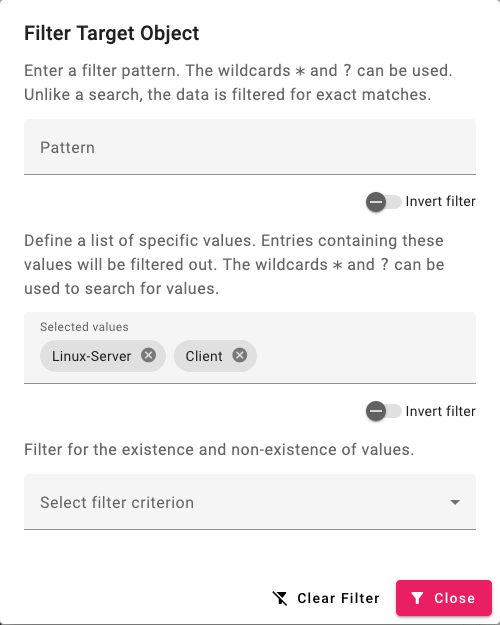 Filter Target Object
Enter a filter pattern. The wildcards * and ? can be used.
Unlike a search, the data is filtered for exact matches.
Pattern
Invert filter
Define a list of specific values. Entries containing these
values will be filtered out. The wildcards * and ? can be
used to search for values.
Selected values
Linux-Server Client
Invert filter
Filter for the existence and non-existence of values.
Select filter criterion
Clear Filter Close